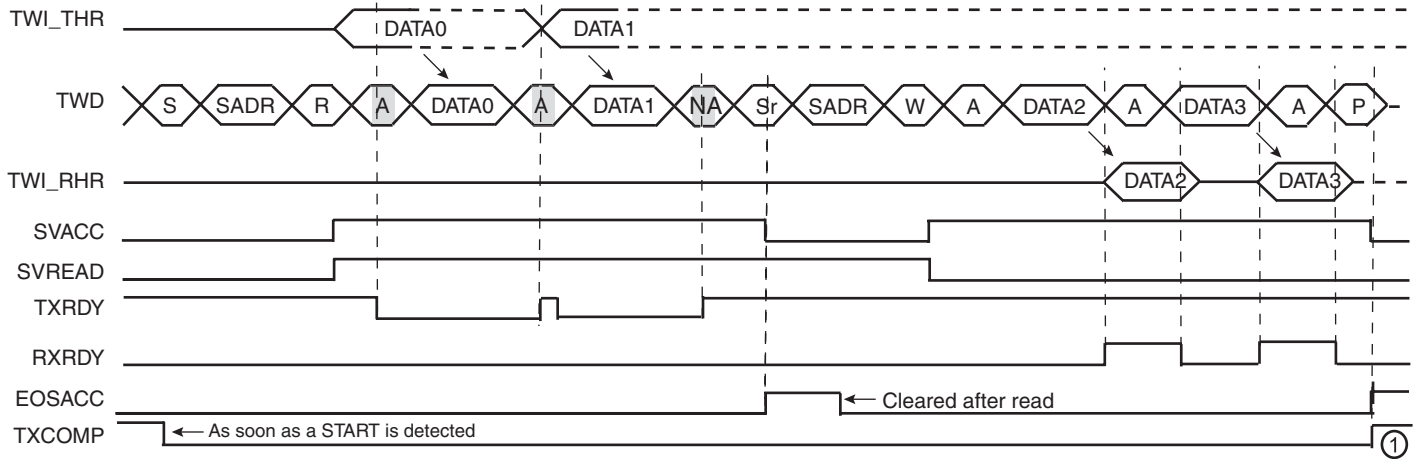 TWI_THR DATA0 DATA1
TWD S SADR R A DATA0 A DATA1 NA Sr SADR W A DATA2 A DATA3 A P
TWI_RHR DATA2 DATA3
SVACC
SVREAD
TXRDY
RXRDY
EOSACC Cleared after read
TXCOMP As soon as a START is detected 1